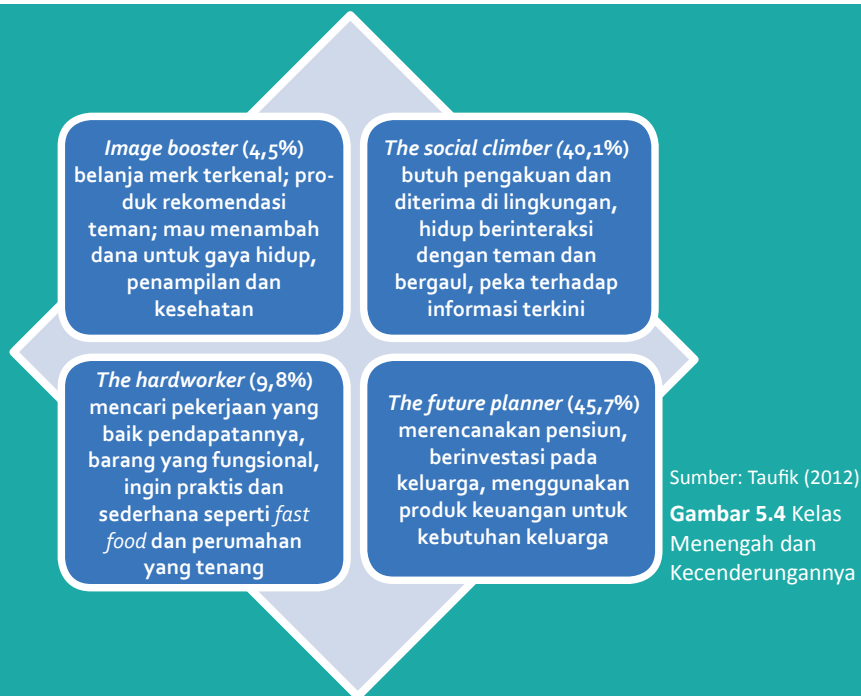 Image booster (4,5%)
belanja merk terkenal; pro-
duk rekomendasi
teman; mau menambah
dana untuk gaya hidup,
penampilan dan
kesehatan
The social climber (40,1%)
butuh pengakuan dan
diterima di lingkungan,
hidup berinteraksi
dengan teman dan
bergaul, peka terhadap
informasi terkini
The hardworker (9,8%)
mencari pekerjaan yang
baik pendapatannya,
barang yang fungsional,
ingin praktis dan
sederhana seperti fast
food dan perumahan
yang tenang
The future planner (45,7%)
merencanakan pensiun,
berinvestasi pada
keluarga, menggunakan
produk keuangan untuk
kebutuhan keluarga
Sumber: Taufik (2012)
Gambar 5.4 Kelas
Menengah dan
Kecenderungannya